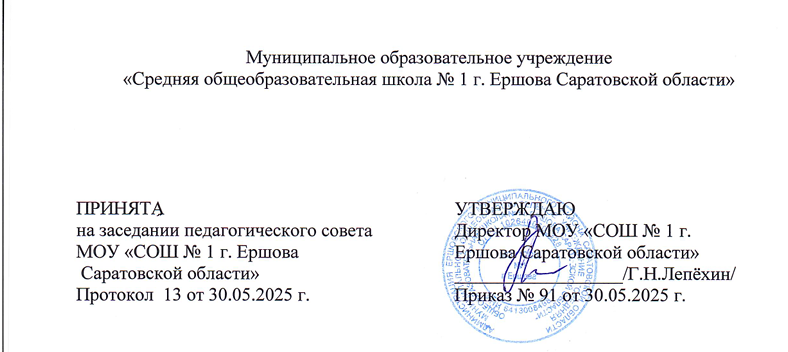 Муниципальное образовательное учреждение
«Средняя общеобразовательная школа № 1 г. Ершова Саратовской области»
ПРИНЯТА
на заседании педагогического совета
МОУ «СОШ № 1 г. Ершова
Саратовской области»
Протокол 13 от 30.05.2025 г.
УТВЕРЖДАЮ
Директор МОУ «СОШ № 1 г.
Ершова Саратовской области»
/Г.Н.Лепёхин/
Приказ № 91 от 30.05.2025 г.